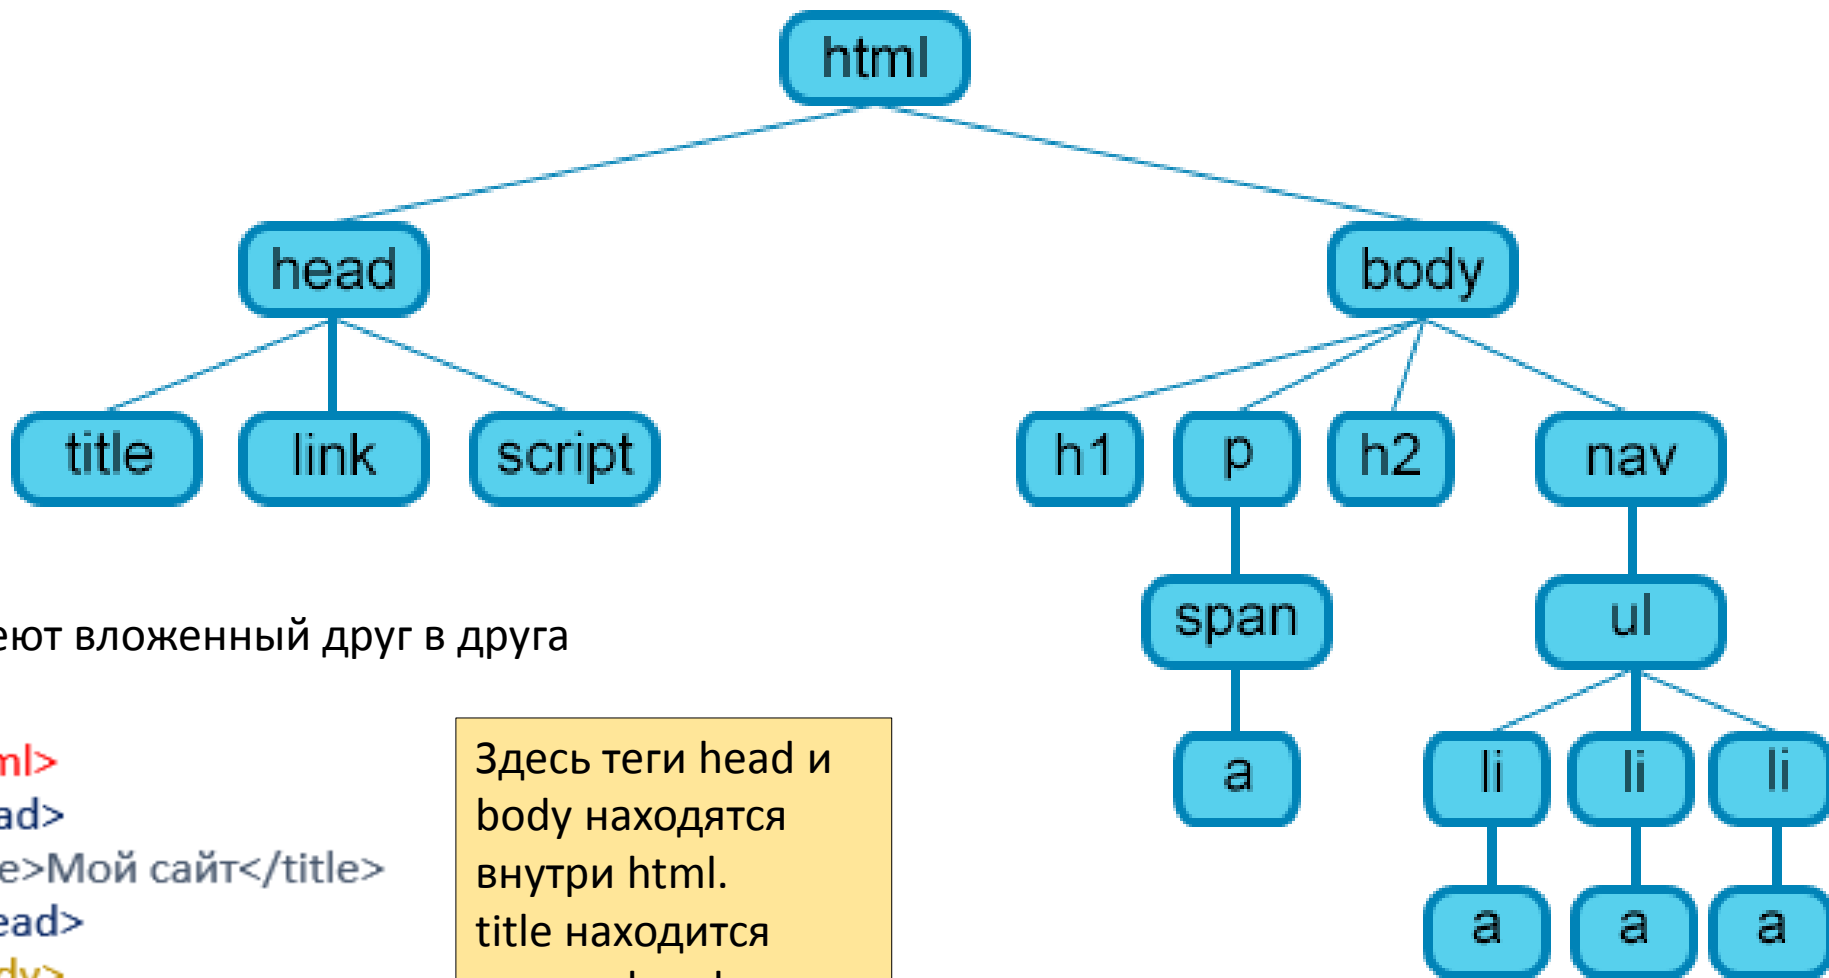 html
head body
title link script h1 p h2 nav
span ul
еют вложенный друг в друга
a li li li
a a a
ml>
ad>
e>Мой сайт</title>
ead>
Здесь теги head и
body находятся
внутри html.
title находится